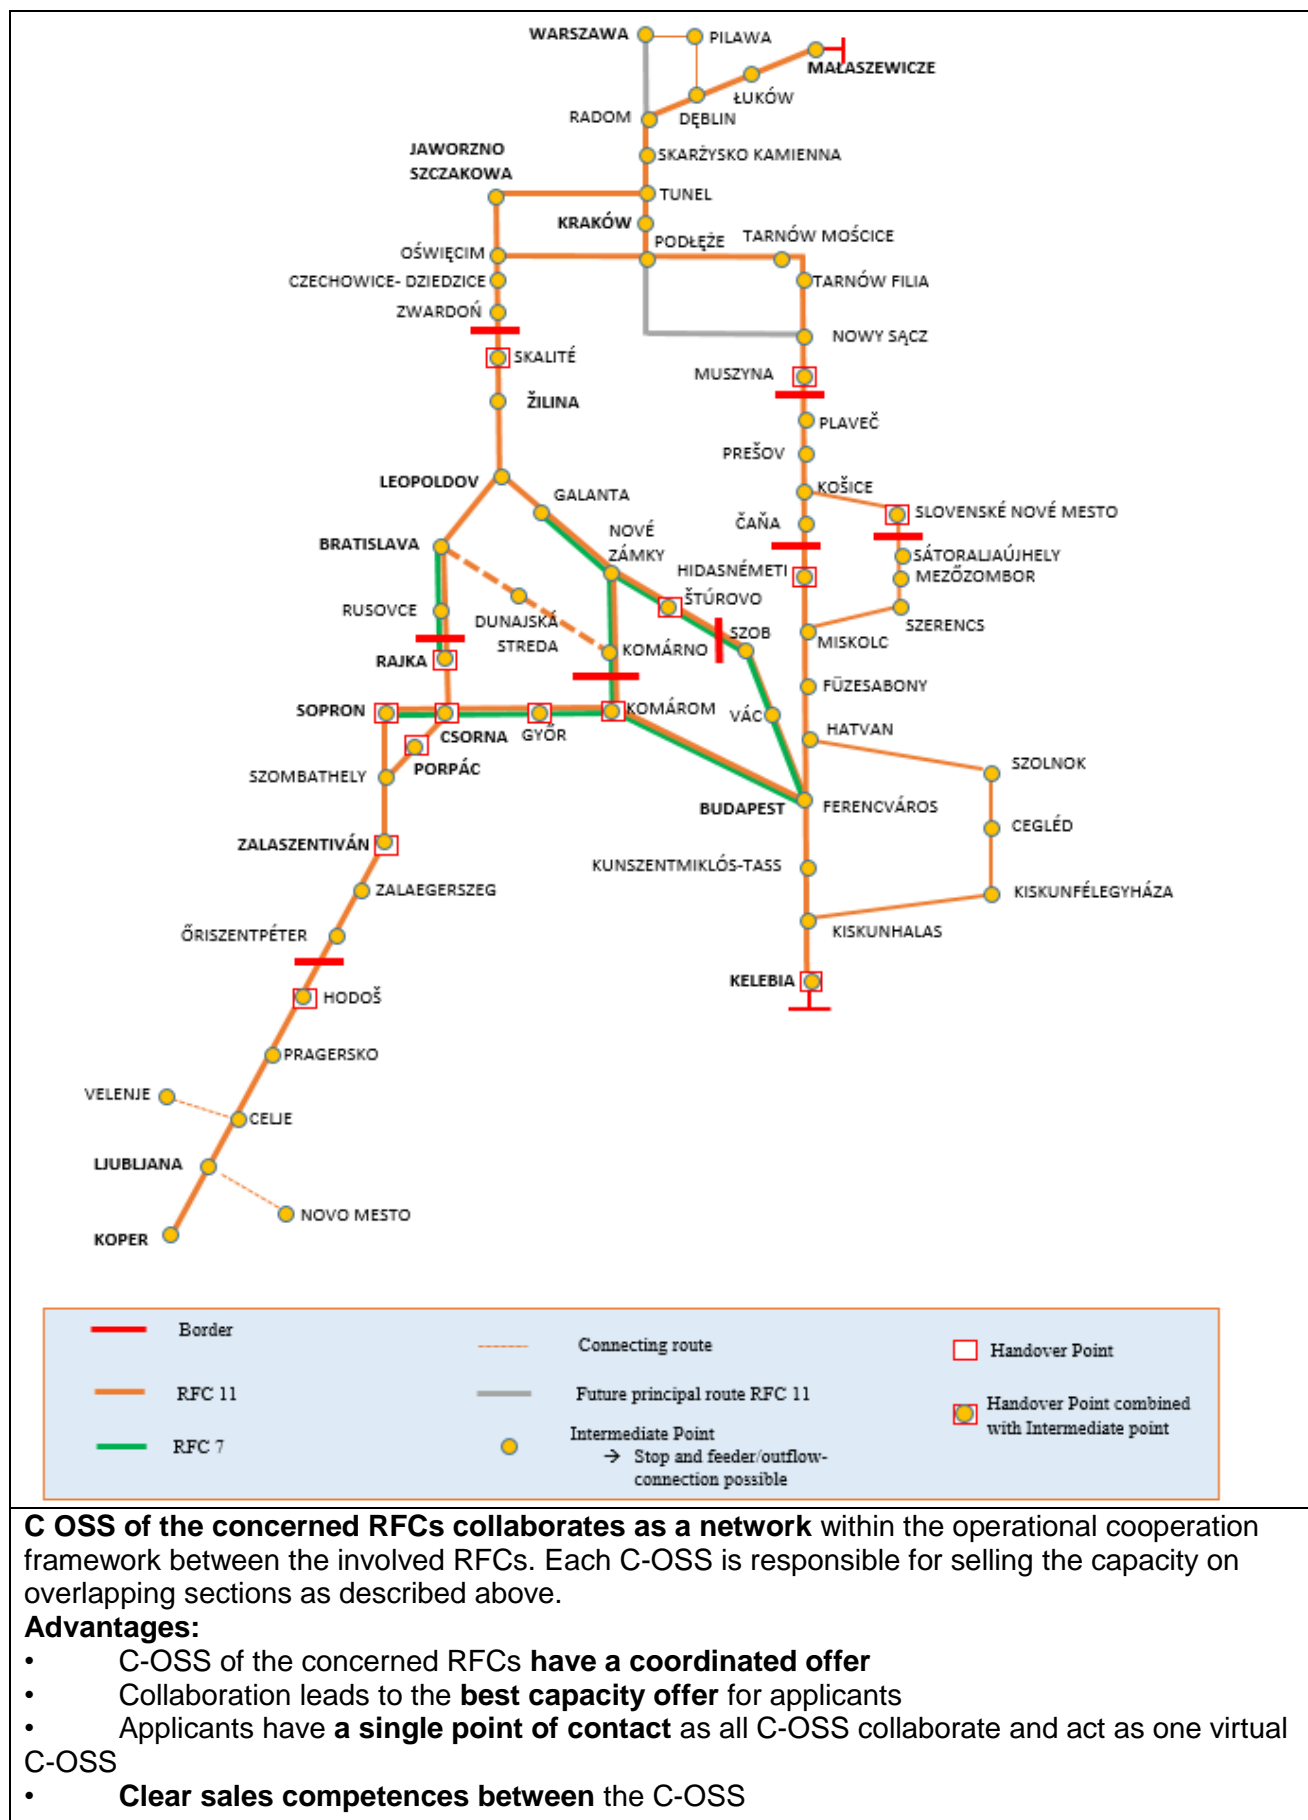 WARSZAWA
PILAWA
MAŁASZEWICZE
ŁUKÓW
RADOM
DĘBLIN
SKARŻYSKO KAMIENNA
JAWORZNO
SZCZAKOWA
TUNEL
KRAKÓW
PODŁĘŻE
TARNÓW MOŚCICE
OŚWIĘCIM
CZECHOWICE- DZIEDZICE
TARNÓW FILIA
ZWARDOŃ
NOWY SĄCZ
SKALITÉ
MUSZYNA
ŽILINA
PLAVEČ
PREŠOV
LEOPOLDOV
GALANTA
KOŠICE
SLOVENSKÉ NOVÉ MESTO
ČAŇA
BRATISLAVA
NOVÉ
ZÁMKY
SÁTORALJAÚJHELY
HIDASNÉMETI
MEZŐZOMBOR
RUSOVCE
DUNAJSKÁ
STREDA
ŠTÚROVO
SZOB
SZERENCS
KOMÁRNO
MISKOLC
RAJKA
FÜZESABONY
SOPRON
KOMÁROM
CSORNA
GYŐR
VÁC
HATVAN
PORPÁC
SZOMBATHELY
SZOLNOK
BUDAPEST
FERENCVÁROS
CEGLÉD
ZALASZENTIVÁN
KUNSZENTMIKLÓS-TASS
ZALAEGERSZEG
KISKUNFÉLEGYHÁZA
KISKUNHALAS
ŐRISZENTPÉTER
KELEBIA
HODOŠ
PRAGERSKO
VELENJE
CELJE
LJUBLJANA
NOVO MESTO
KOPER
Border
Connecting route
Handover Point
RFC 11
Future principal route RFC 11
Handover Point combined
with Intermediate point
RFC 7
Intermediate Point
→ Stop and feeder/outflow-
connection possible
C OSS of the concerned RFCs collaborates as a network within the operational cooperation
framework between the involved RFCs. Each C-OSS is responsible for selling the capacity on
overlapping sections as described above.
Advantages:
• C-OSS of the concerned RFCs have a coordinated offer
• Collaboration leads to the best capacity offer for applicants
• Applicants have a single point of contact as all C-OSS collaborate and act as one virtual
C-OSS
• Clear sales competences between the C-OSS